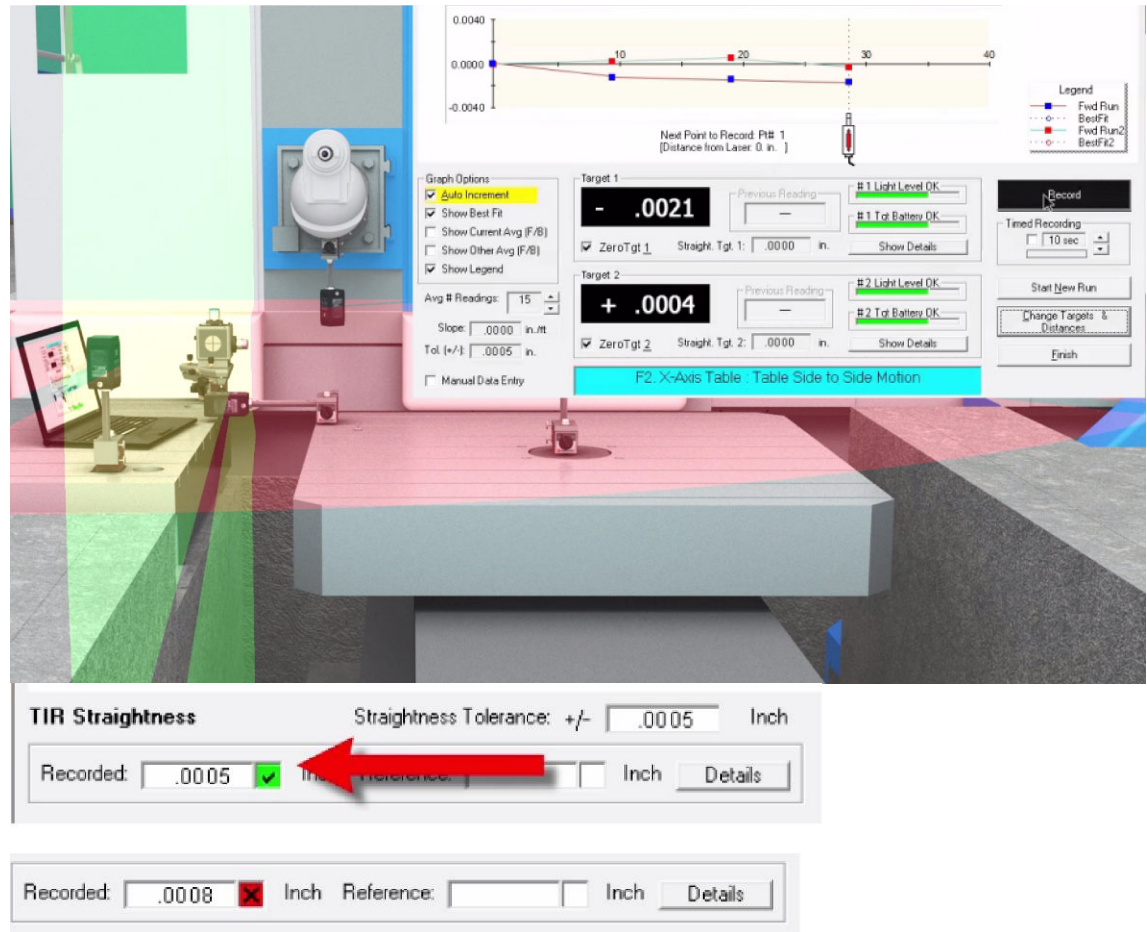 0.0040
0.0000
-0.0040
10
20
30
40
Next Point to Record: Pt# 1
[Distance from Laser: 0. in. ]
Legend
Fwd Run
BestFit
Fwd Run2
BestFit2
Graph Options
Auto Increment
Show Best Fit
Show Current Avg (F/B)
Show Other Avg (F/B)
Show Legend
Avg # Readings: 15
Slope: .0000 in./ft
Tol. (+/-): .0005 in.
Manual Data Entry
Target 1
- .0021
Previous Reading
—
#1 Light Level OK
#1 Tgt Battery OK
ZeroTgt 1 Straight. Tgt. 1: .0000 in. Show Details
Target 2
+ .0004
Previous Reading
—
#2 Light Level OK
#2 Tgt Battery OK
ZeroTgt 2 Straight. Tgt. 2: .0000 in. Show Details
F2. X-Axis Table : Table Side to Side Motion
Record
Timed Recording
10 sec
Start New Run
Change Targets & Distances
Finish
TIR Straightness Straightness Tolerance: +/- .0005 Inch
Recorded: .0005 Inch Reference: Inch Details
Recorded: .0008 Inch Reference: Inch Details